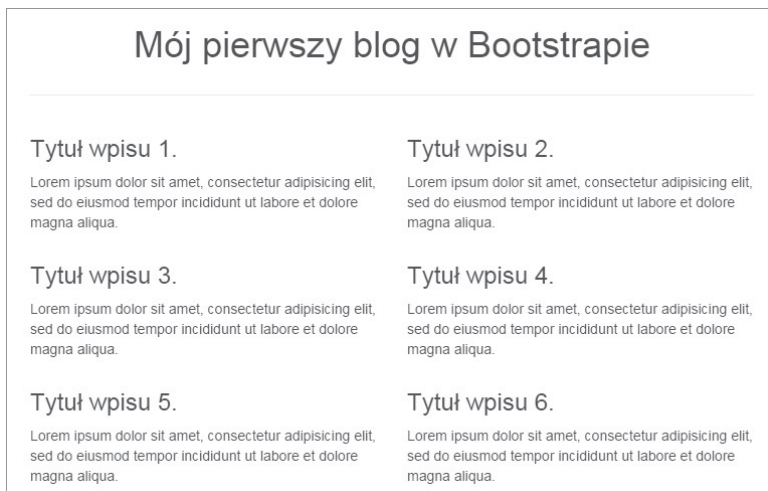 Mój pierwszy blog w Bootstrapie
Tytuł wpisu 1.
Lorem ipsum dolor sit amet, consectetur adipisicing elit,
sed do eiusmod tempor incididunt ut labore et dolore
magna aliqua.
Tytuł wpisu 2.
Lorem ipsum dolor sit amet, consectetur adipisicing elit,
sed do eiusmod tempor incididunt ut labore et dolore
magna aliqua.
Tytuł wpisu 3.
Lorem ipsum dolor sit amet, consectetur adipisicing elit,
sed do eiusmod tempor incididunt ut labore et dolore
magna aliqua.
Tytuł wpisu 4.
Lorem ipsum dolor sit amet, consectetur adipisicing elit,
sed do eiusmod tempor incididunt ut labore et dolore
magna aliqua.
Tytuł wpisu 5.
Lorem ipsum dolor sit amet, consectetur adipisicing elit,
sed do eiusmod tempor incididunt ut labore et dolore
magna aliqua.
Tytuł wpisu 6.
Lorem ipsum dolor sit amet, consectetur adipisicing elit,
sed do eiusmod tempor incididunt ut labore et dolore
magna aliqua.